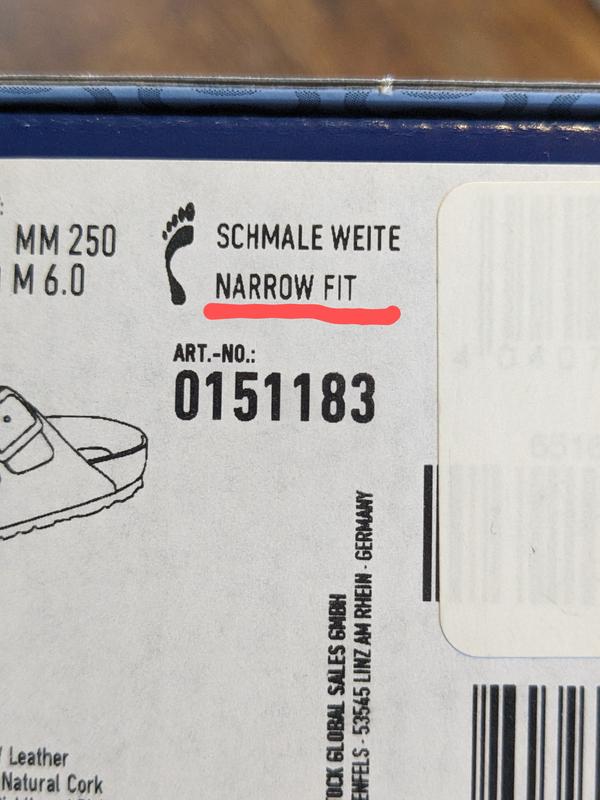 MM 250
M 6.0
SCHMALE WEITE
NARROW FIT
ART.-NO.:
0151183
GLOBAL SALES GMBH
53545 LINZ AM RHEIN - GERMANY
Leather
Natural Cork